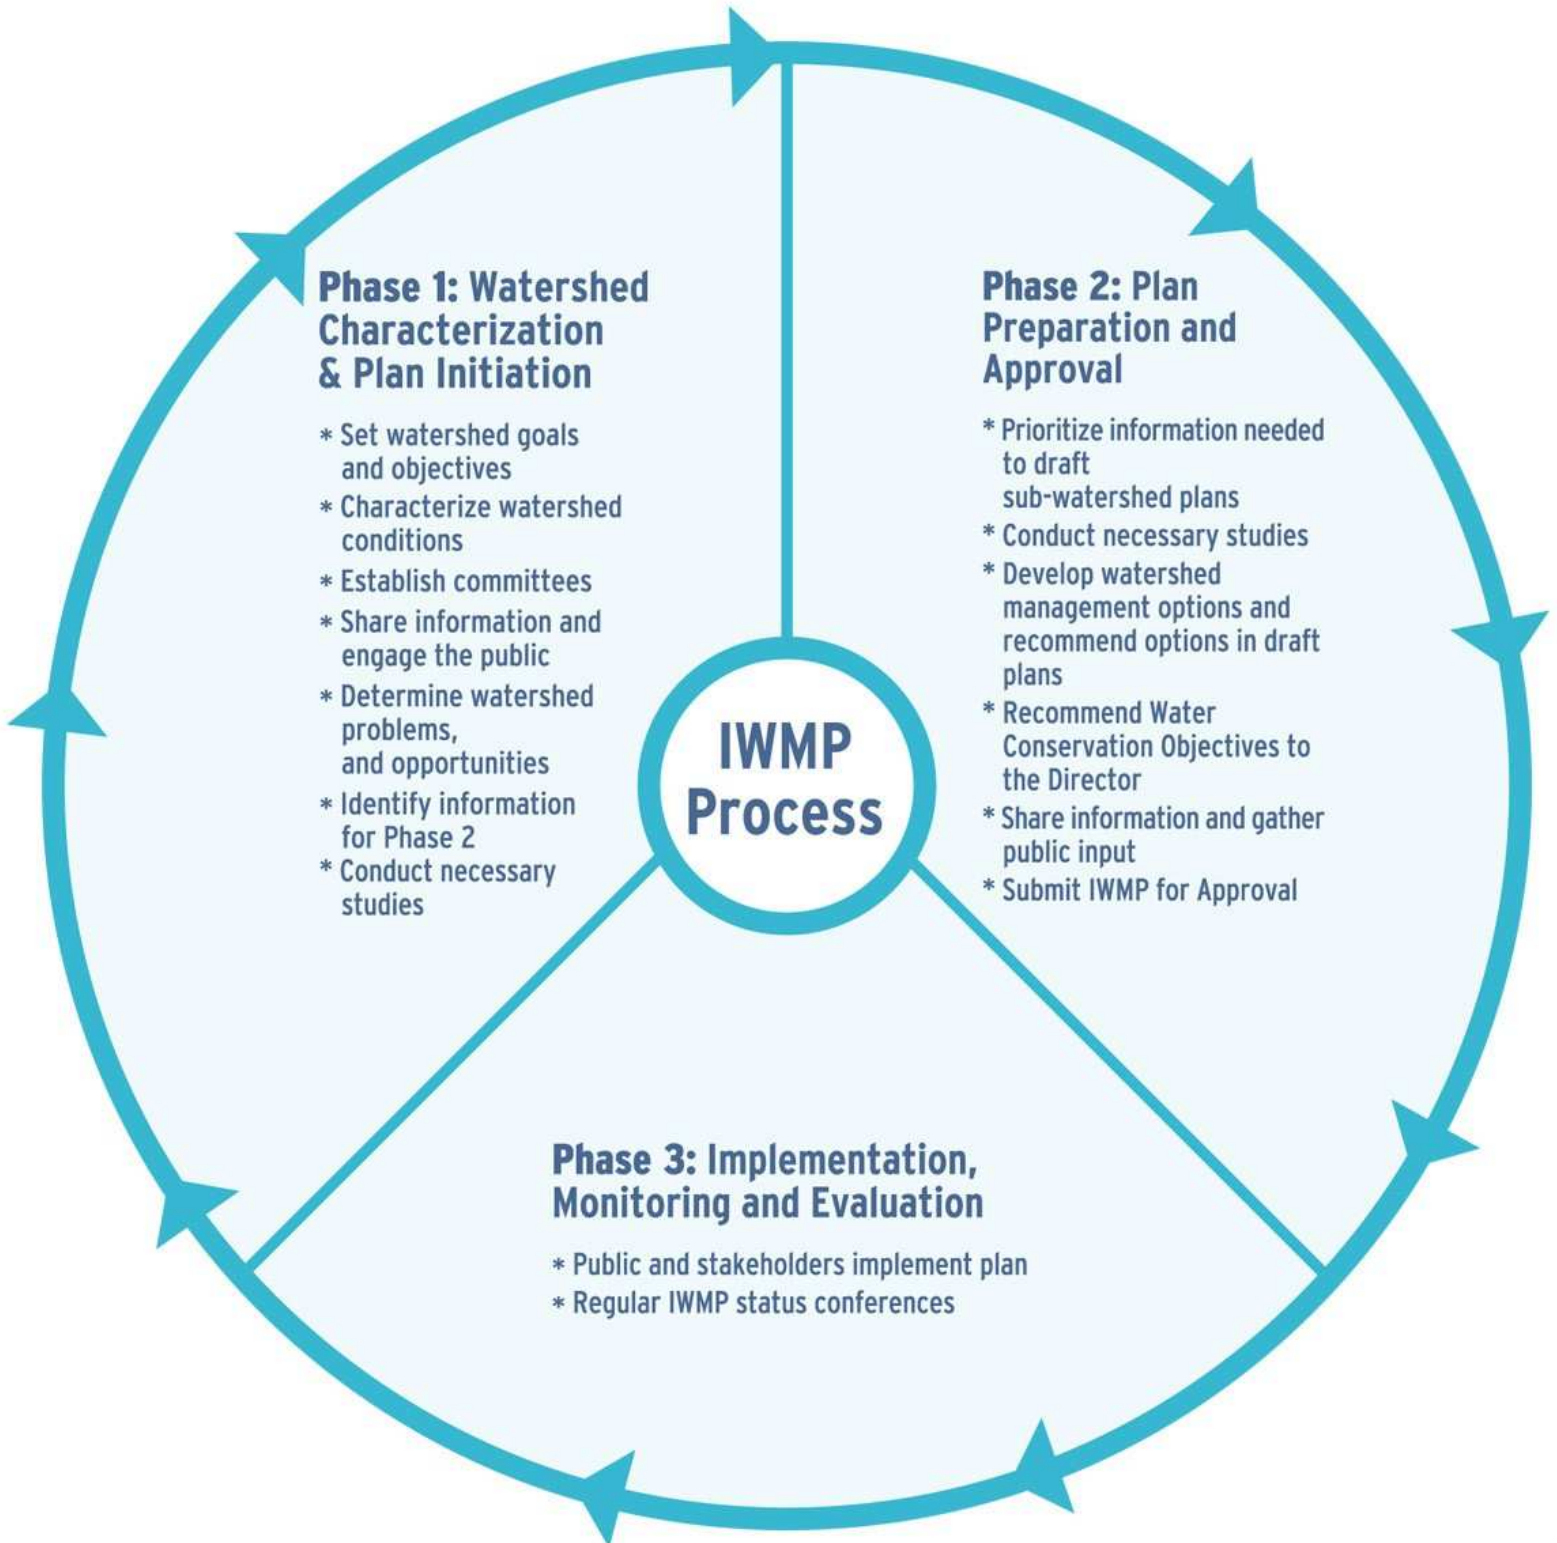 Phase 1: Watershed
Characterization
& Plan Initiation
* Set watershed goals
and objectives
* Characterize watershed
conditions
* Establish committees
* Share information and
engage the public
* Determine watershed
problems,
and opportunities
* Identify information
for Phase 2
* Conduct necessary
studies
Phase 2: Plan
Preparation and
Approval
* Prioritize information needed
to draft
sub-watershed plans
* Conduct necessary studies
* Develop watershed
management options and
recommend options in draft
plans
* Recommend Water
Conservation Objectives to
the Director
* Share information and gather
public input
* Submit IWMP for Approval
IWMP
Process
Phase 3: Implementation,
Monitoring and Evaluation
* Public and stakeholders implement plan
* Regular IWMP status conferences